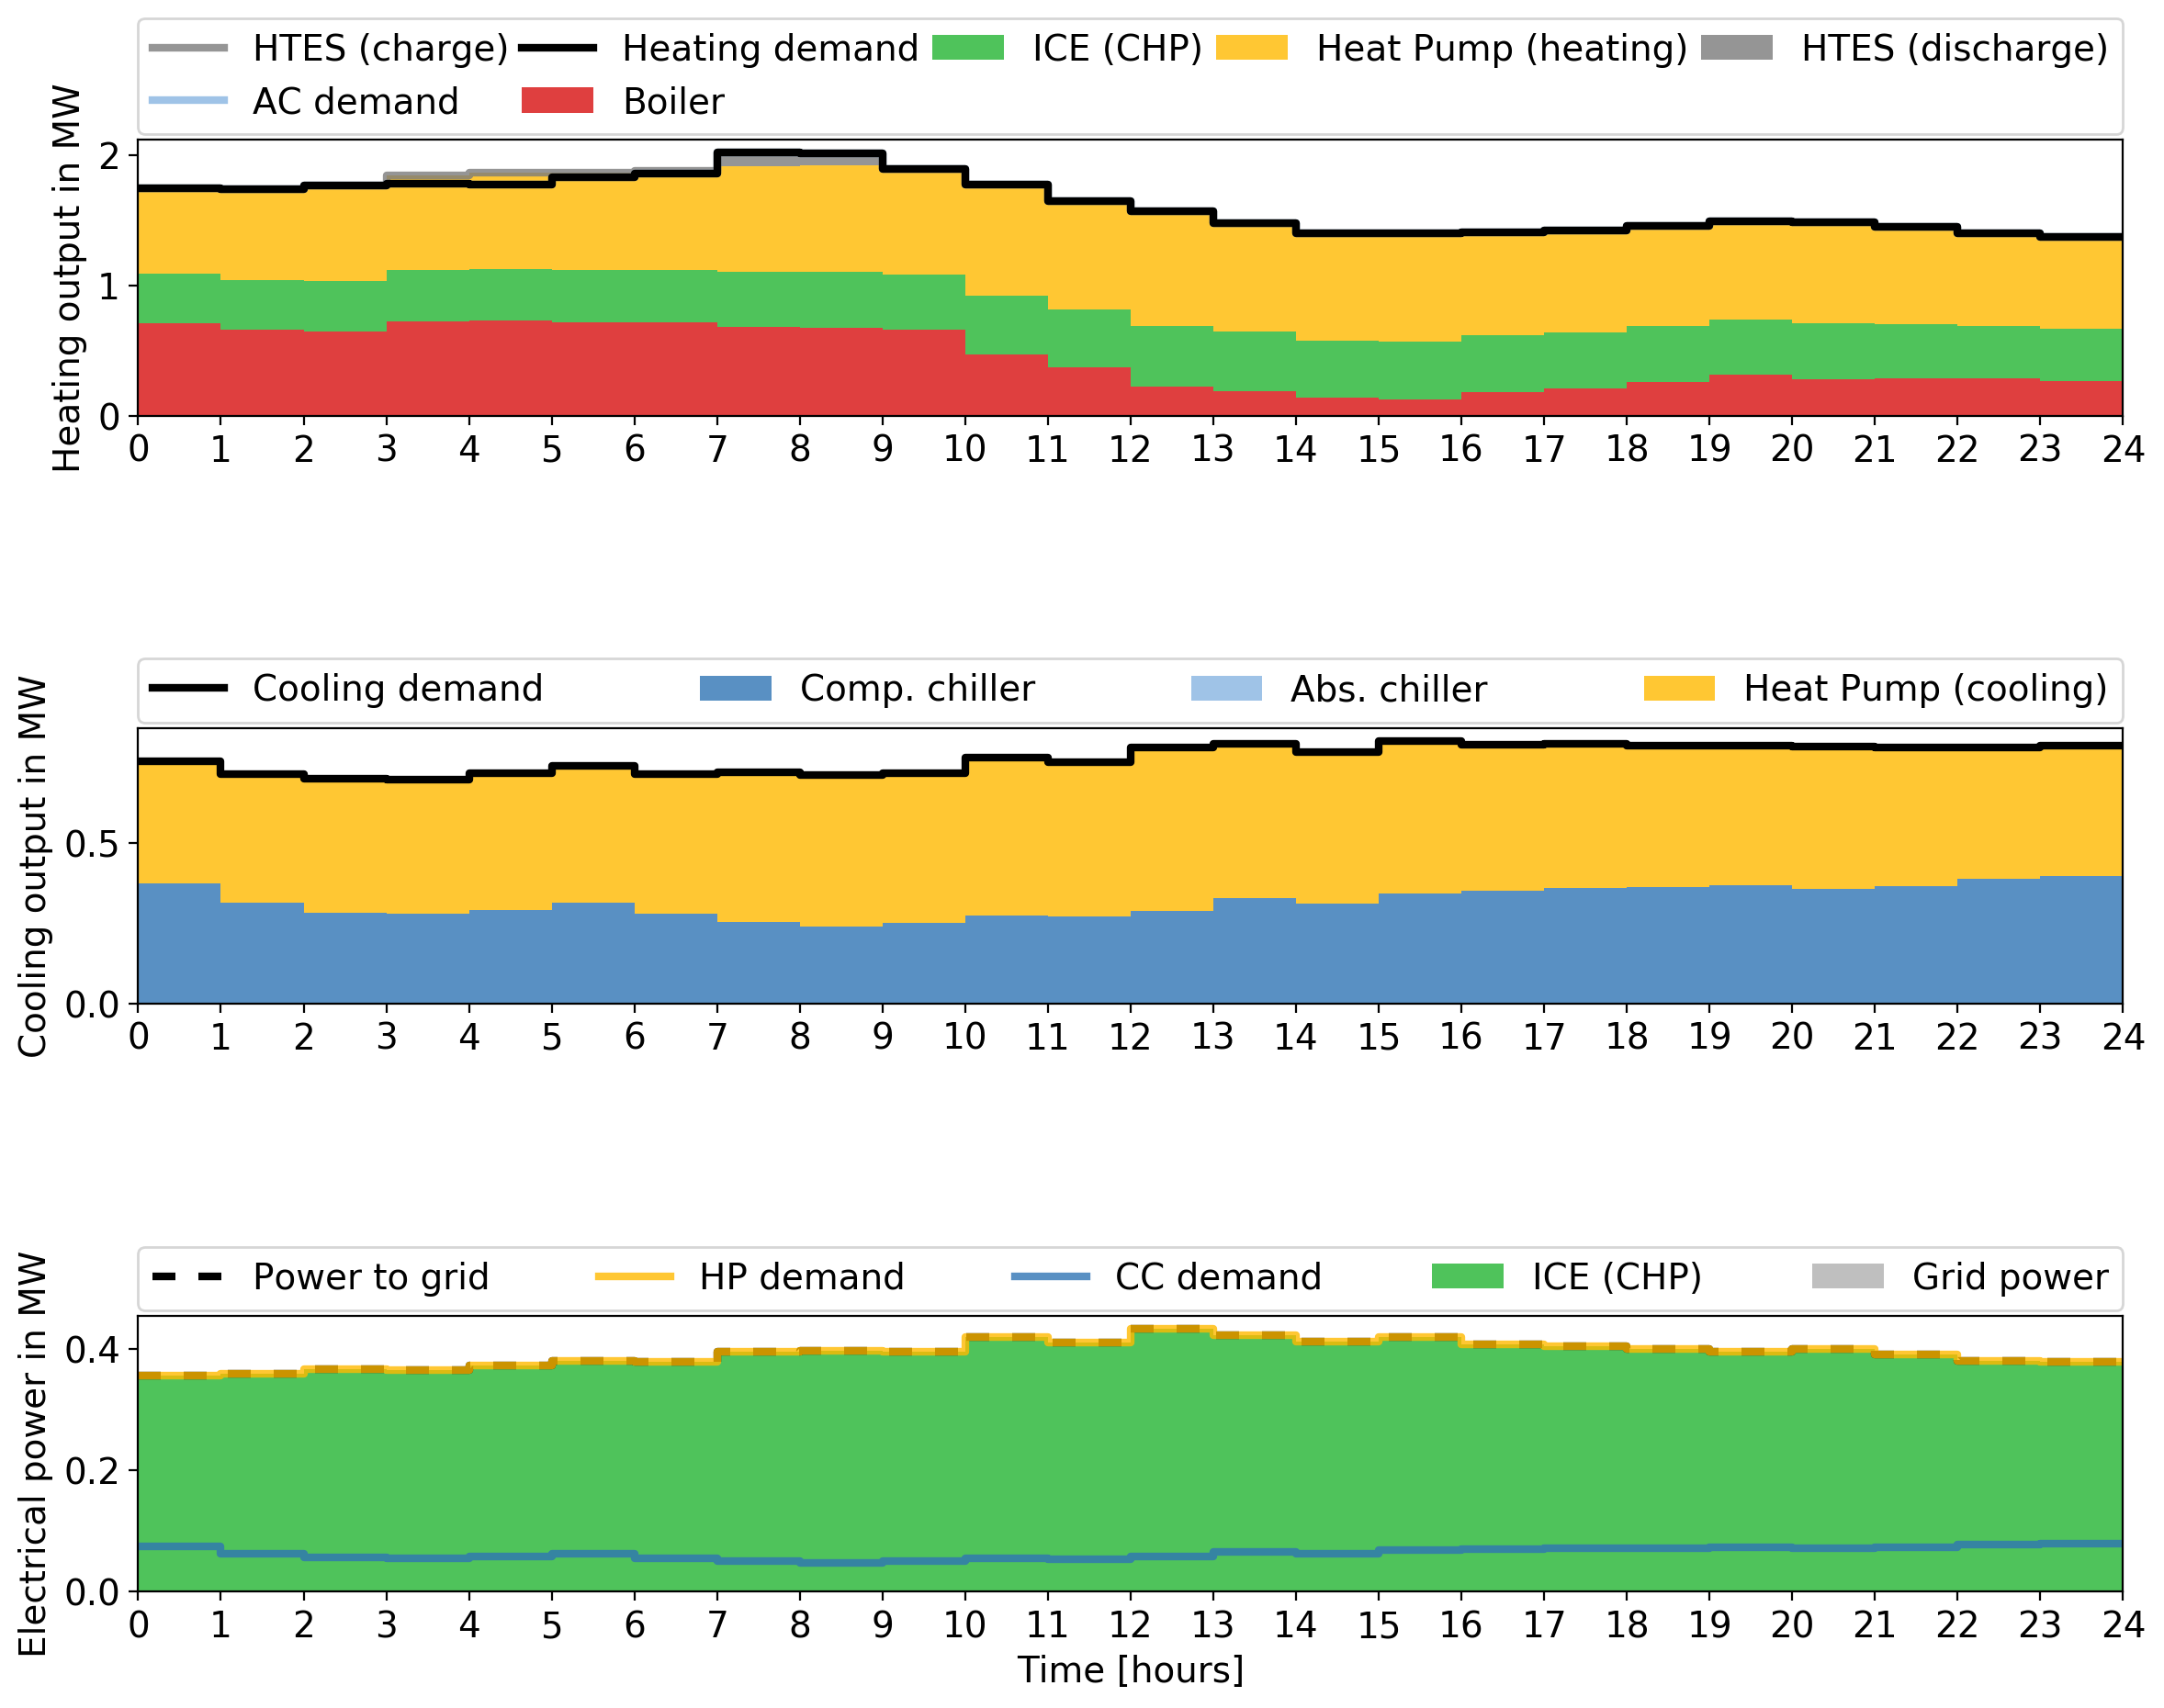 HTES (charge) Heating demand ICE (CHP) Heat Pump (heating) HTES (discharge)
AC demand Boiler
Heating output in MW
2
1
0
0 1 2 3 4 5 6 7 8 9 10 11 12 13 14 15 16 17 18 19 20 21 22 23 24
Cooling demand Comp. chiller Abs. chiller Heat Pump (cooling)
Cooling output in MW
0.5
0.0
0 1 2 3 4 5 6 7 8 9 10 11 12 13 14 15 16 17 18 19 20 21 22 23 24
Power to grid HP demand CC demand ICE (CHP) Grid power
Electrical power in MW
0.4
0.2
0.0
0 1 2 3 4 5 6 7 8 9 10 11 12 13 14 15 16 17 18 19 20 21 22 23 24
Time [hours]